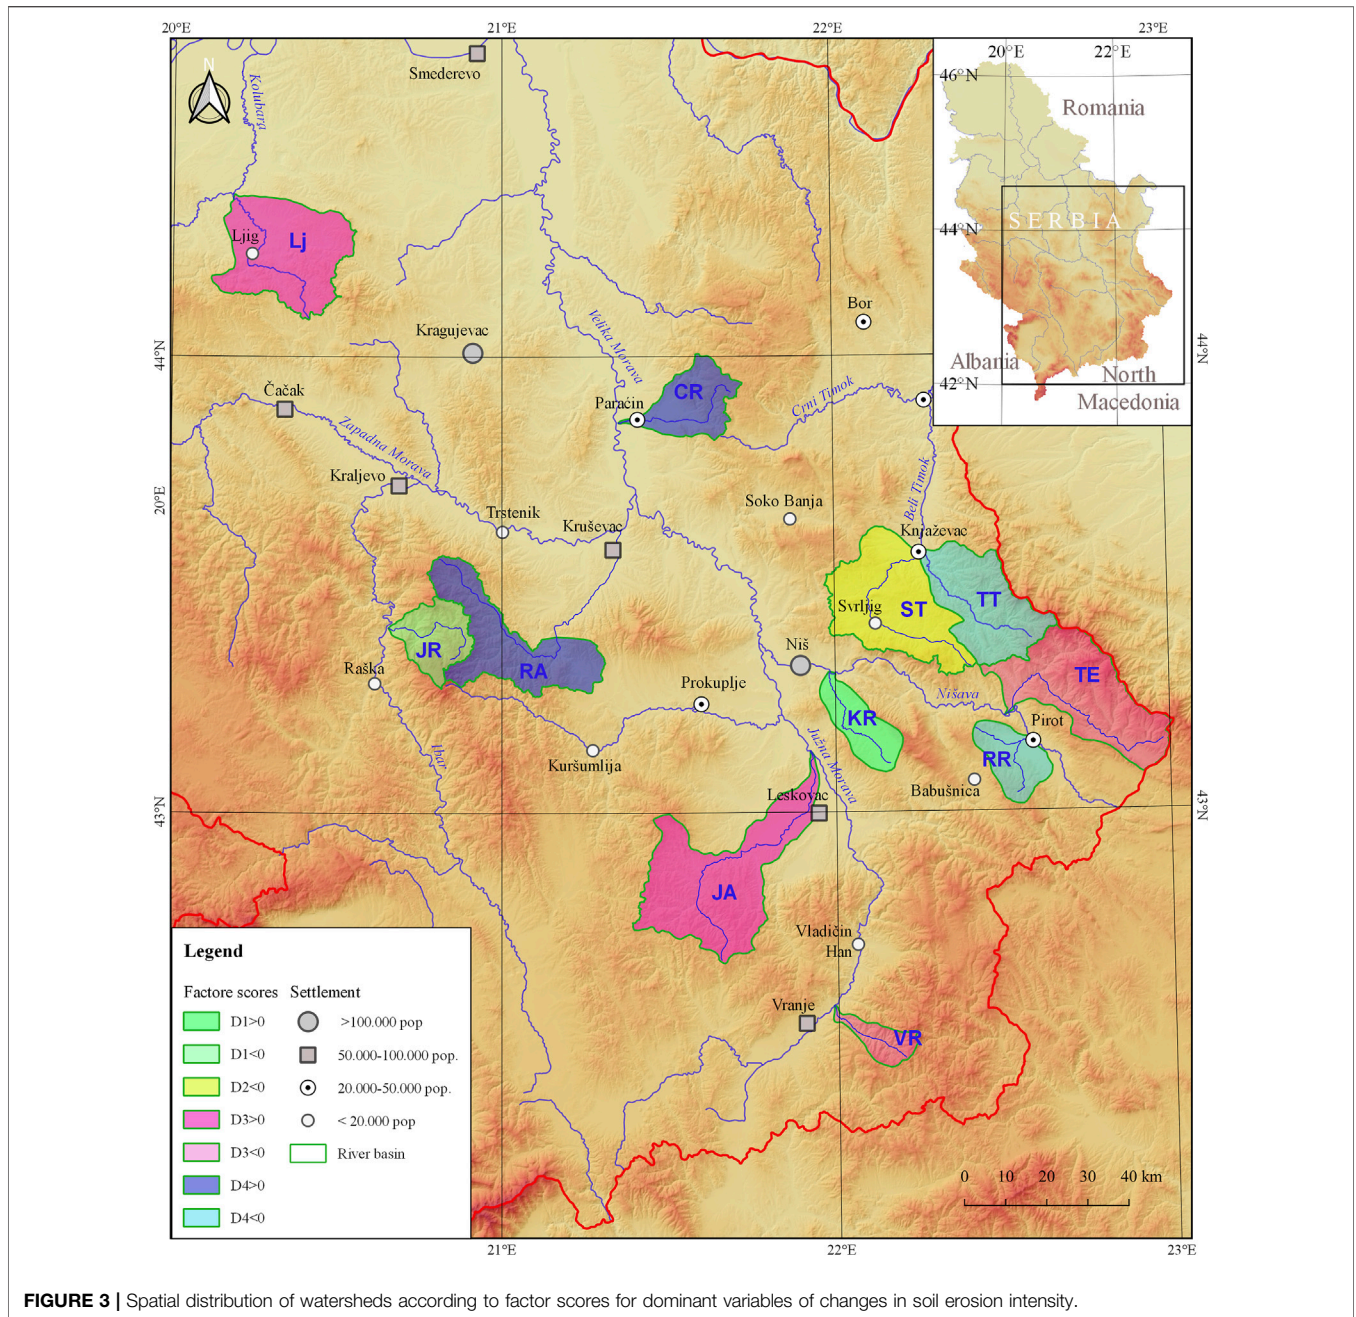 20°E 21°E 22°E 23°E
N
Smederevo
Kolubara
20°E 22°E
46°N
Romania
SERBIA
44°N
Albania
42°N
North
Macedonia
Ljig
Lj
Bor
Kragujevac
Velika Morava
44°N
44°N
Čačak
CR
Paraćin
Crni Timok
Zapadna Morava
Kraljevo
20°E
Trstenik
Kruševac
Soko Banja
Beli Timok
Knjaževac
Svrljig
ST
TT
JR
RA
Raška
Niš
TE
Prokuplje
Nišava
KR
Pirot
Kuršumlija
Ibar
Južna Morava
RR
Babušnica
Leskovac
43°N
43°N
JA
Vladičin
Han
Vranje
VR
Legend
Factore scores Settlement
D1>0 >100.000 pop
D1<0 50.000-100.000 pop.
D2<0 20.000-50.000 pop.
D3>0 < 20.000 pop
D3<0 River basin
D4>0
D4<0
0 10 20 30 40 km
21°E 22°E 23°E
FIGURE 3 | Spatial distribution of watersheds according to factor scores for dominant variables of changes in soil erosion intensity.